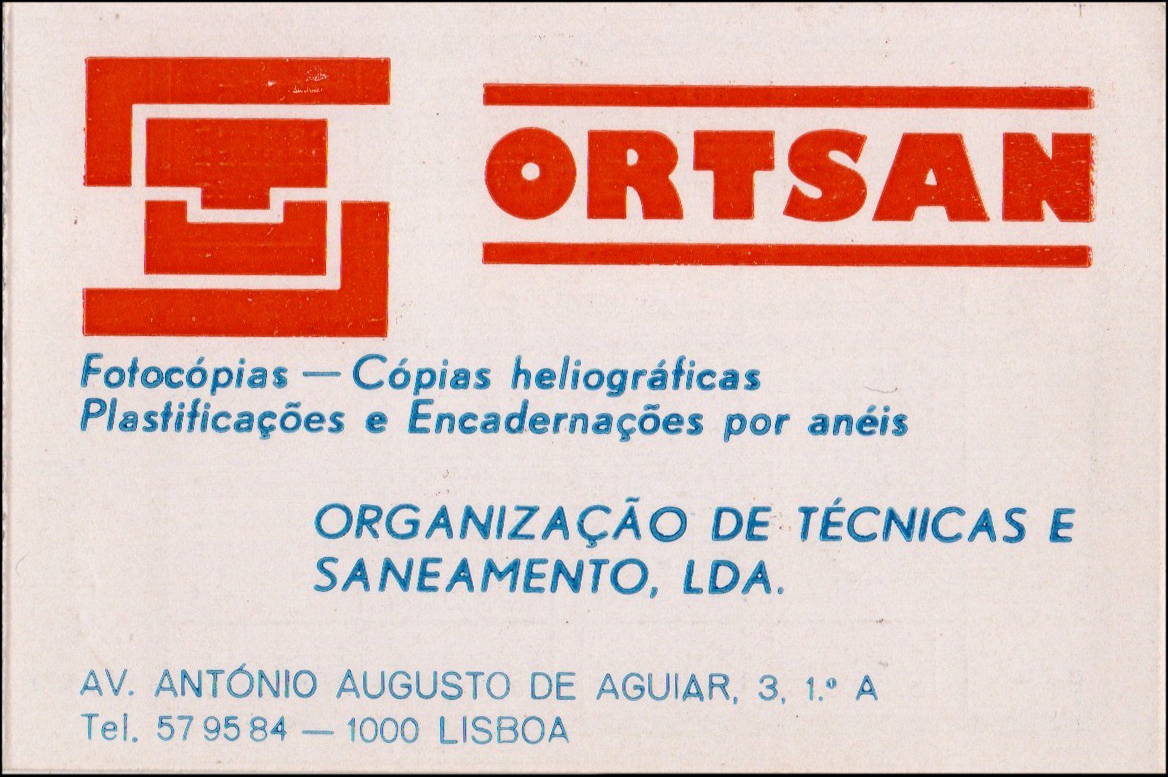 ORTSAN
Fotocópias — Cópias heliográficas
Plastificações e Encadernações por anéis
ORGANIZAÇÃO DE TÉCNICAS E
SANEAMENTO, LDA.
AV. ANTÓNIO AUGUSTO DE AGUIAR, 3, 1.º A
Tel. 57 95 84 — 1000 LISBOA